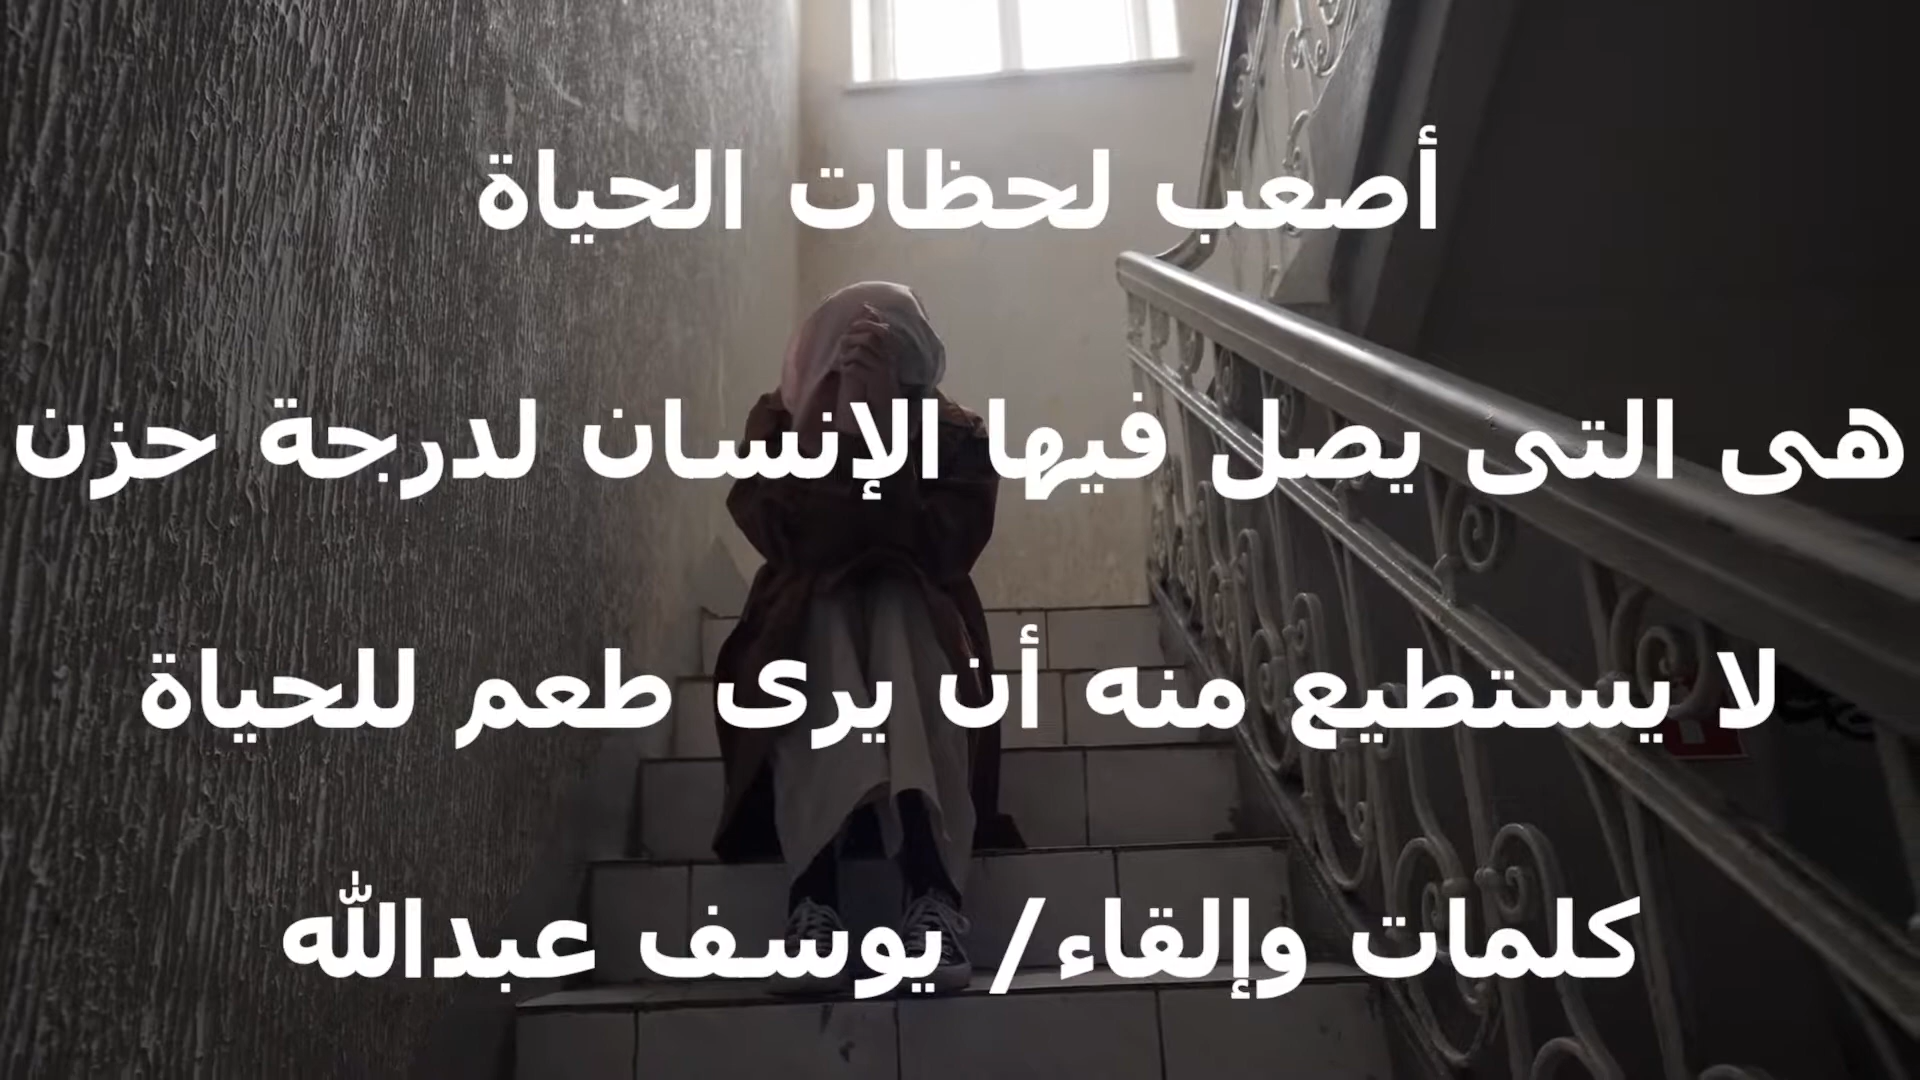 أصعب لحظات الحياة
هى التى يصل فيها الإنسان لدرجة حزن
لا يستطيع منه أن يرى طعم للحياة
كلمات وإلقاء/ يوسف عبدالله